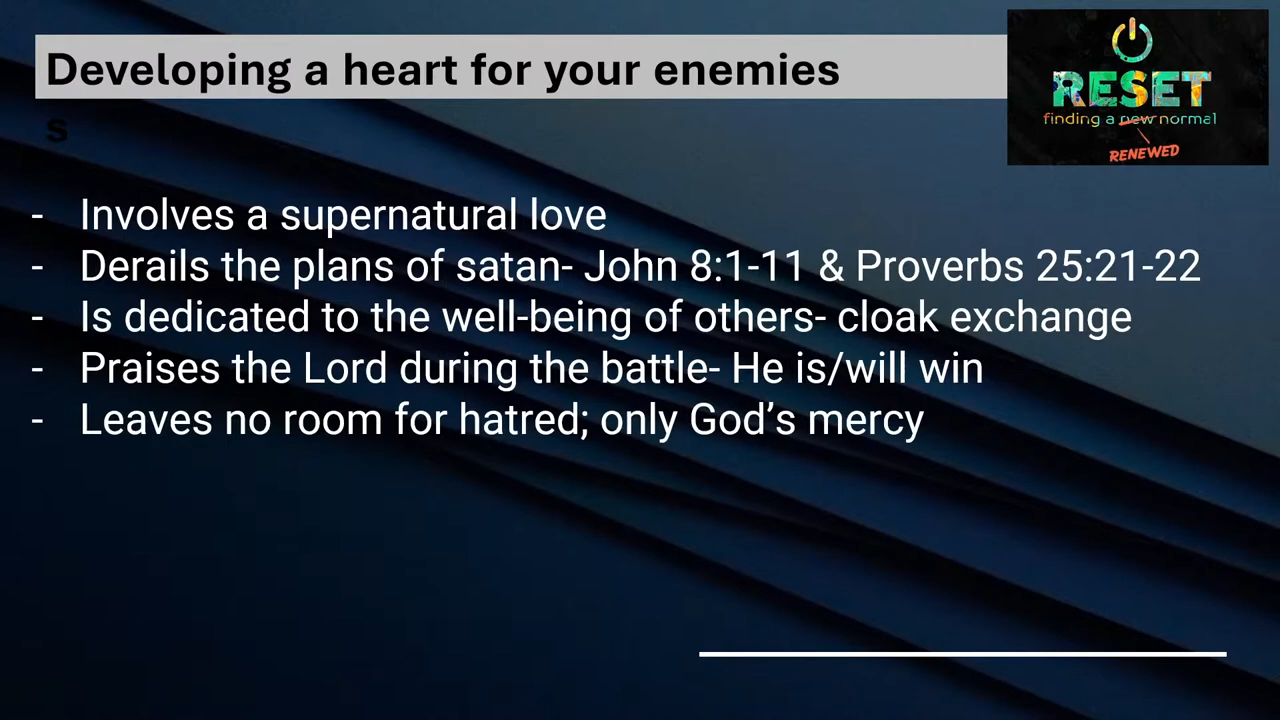 Developing a heart for your enemies
s
RESET
finding a new normal
RENEWED
- Involves a supernatural love
- Derails the plans of satan- John 8:1-11 & Proverbs 25:21-22
- Is dedicated to the well-being of others- cloak exchange
- Praises the Lord during the battle- He is/will win
- Leaves no room for hatred; only God’s mercy